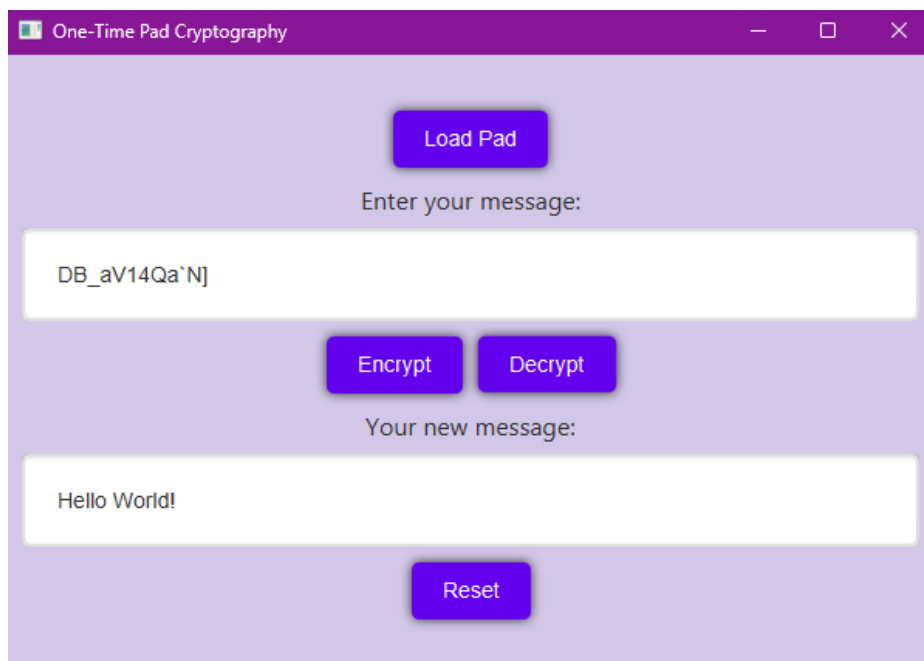 One-Time Pad Cryptography
Load Pad
Enter your message:
DB_aV14Qa`N]
Encrypt Decrypt
Your new message:
Hello World!
Reset